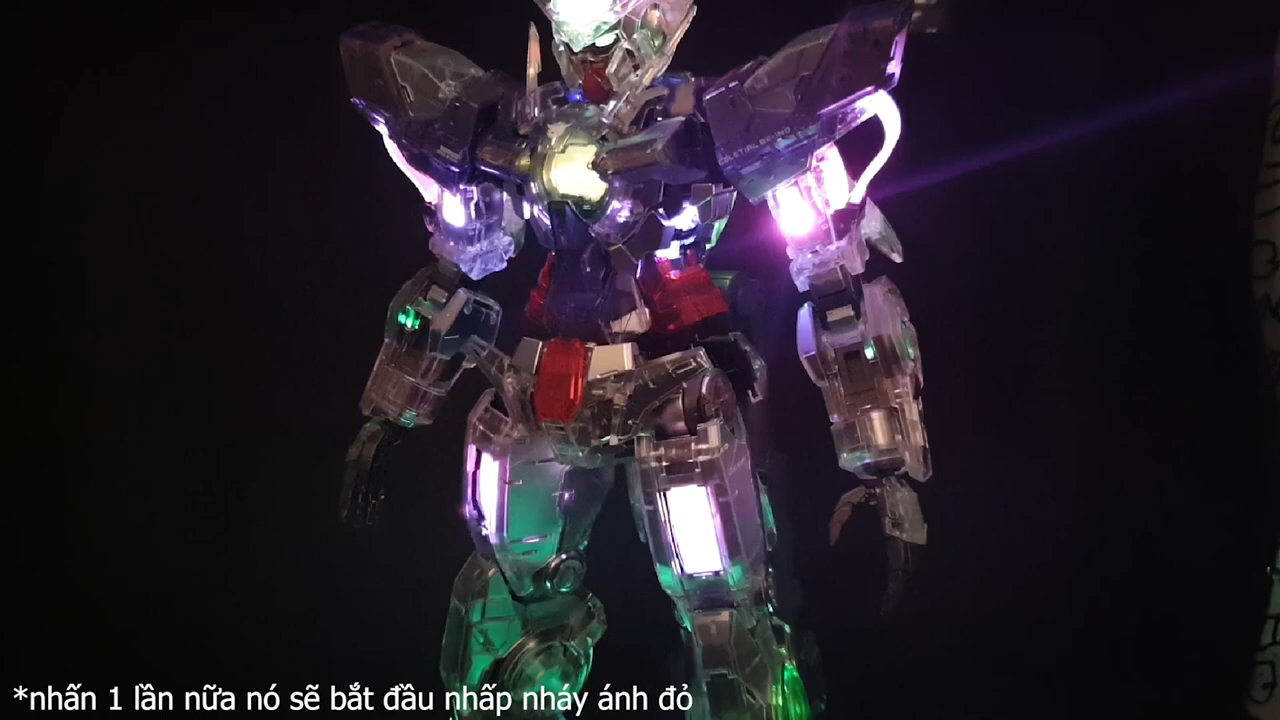 *nhấn 1 lần nữa nó sẽ bắt đầu nhấp nháy ánh đỏ